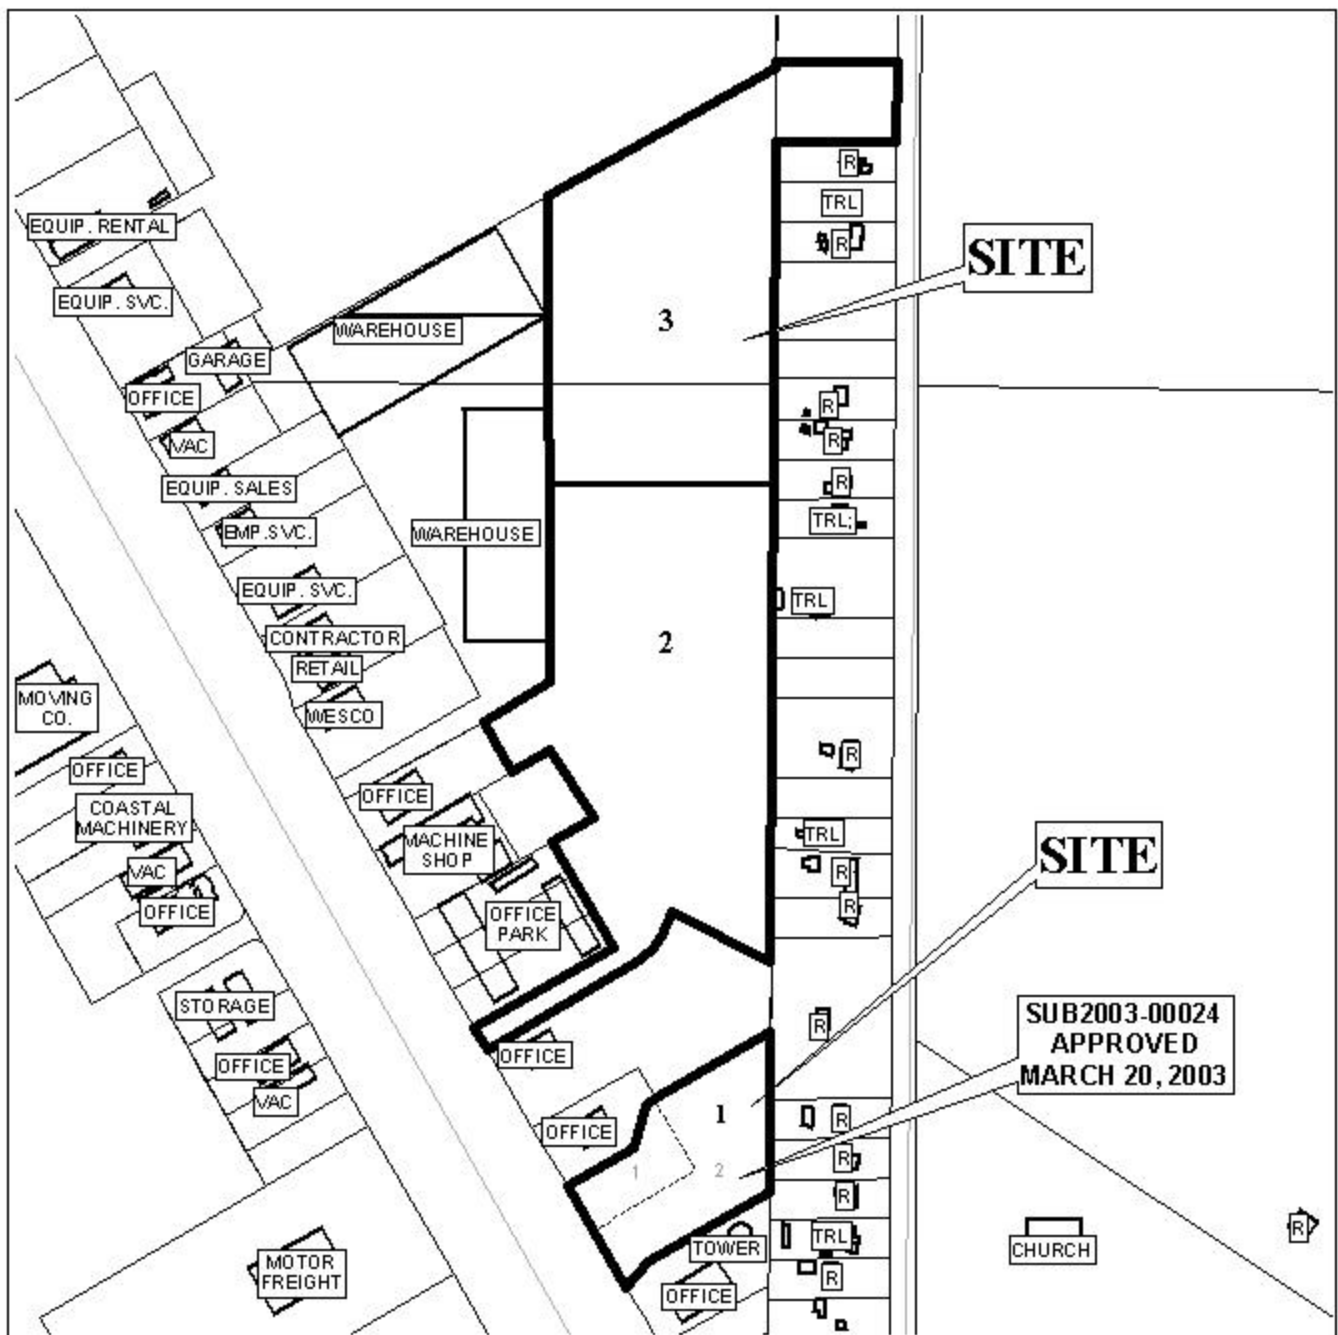 R
TRL
EQUIP. RENTAL
R
SITE
EQUIP. SVC.
3
WAREHOUSE
GARAGE
OFFICE
R
VAC
R
EQUIP. SALES
R
TRL;
EMP.SVC.
WAREHOUSE
EQUIP. SVC.
TRL
CONTRACTOR
2
RETAIL
MOVING
CO.
WESCO
R
OFFICE
OFFICE
COASTAL
MACHINERY
TRL
MACHINE
SHOP
SITE
VAC
R
R
OFFICE
OFFICE
PARK
STORAGE
R
SUB2003-00024
APPROVED
MARCH 20, 2003
OFFICE
OFFICE
VAC
1
R
OFFICE
R
1
2
R
R
TRL
TOWER
CHURCH
MOTOR
FREIGHT
R
OFFICE